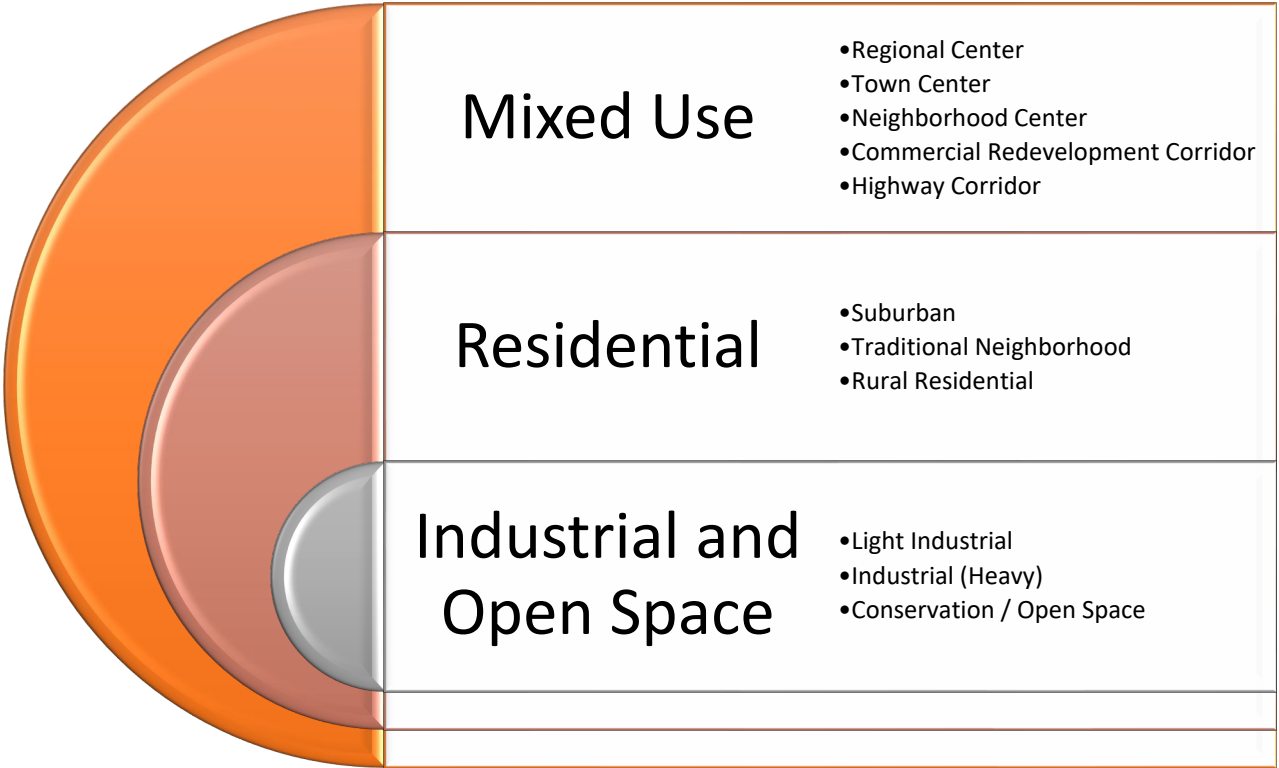 Mixed Use
•Regional Center
•Town Center
•Neighborhood Center
•Commercial Redevelopment Corridor
•Highway Corridor
Residential
•Suburban
•Traditional Neighborhood
•Rural Residential
Industrial and
Open Space
•Light Industrial
•Industrial (Heavy)
•Conservation / Open Space